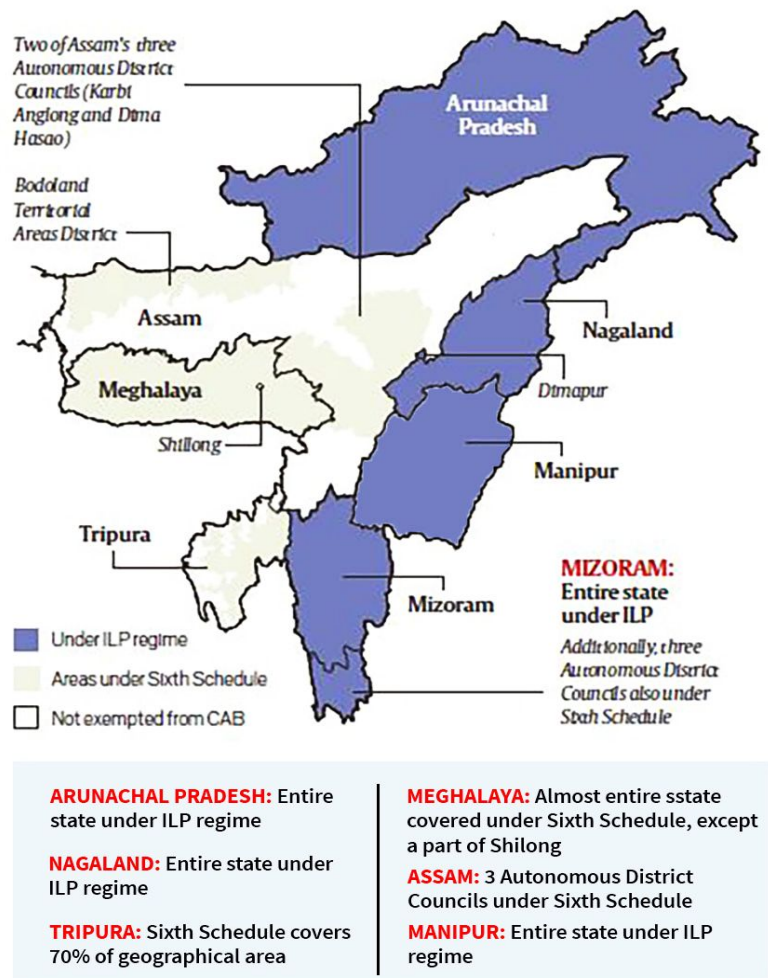 Two of Assam's three
Autonomous District
Councils (Karbi
Anglong and Dima
Hasao)
Arunachal
Pradesh
Bodoland
Territorial
Areas District
Assam
Nagaland
Meghalaya
Dimapur
Shillong
Manipur
Tripura
Mizoram
MIZORAM:
Entire state
under ILP
Additionally, three
Autonomous District
Councils also under
Sixah Schedule
Under ILP regime
Areas under Sixth Schedule
Not exempted from CAB
ARUNACHAL PRADESH: Entire
state under ILP regime
NAGALAND: Entire state under
ILP regime
TRIPURA: Sixth Schedule covers
70% of geographical area
MEGHALAYA: Almost entire sstate
covered under Sixth Schedule, except
a part of Shilong
ASSAM: 3 Autonomous District
Councils under Sixth Schedule
MANIPUR: Entire state under ILP
regime